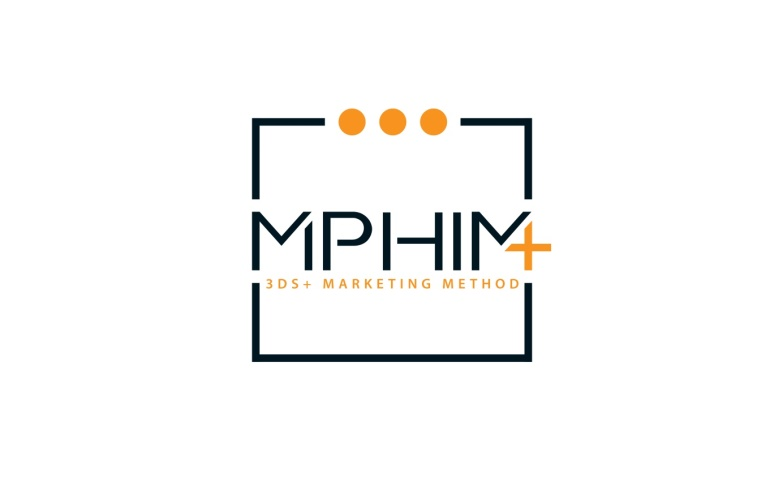 MPHIM+
3DS+ MARKETING METHOD